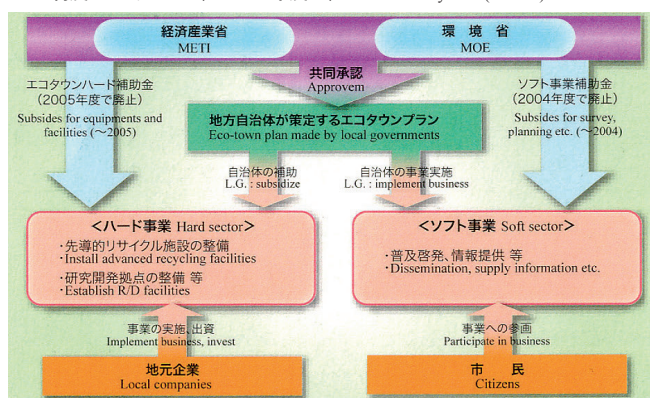 経済産業省
METI
環 境 省
MOE
共同承認
Approvem
エコタウンハード補助金
(2005年度で廃止)
Subsides for equipments and
facilities (～2005)
地方自治体が策定するエコタウンプラン
Eco-town plan made by local governments
ソフト事業補助金
(2004年度で廃止)
Subsides for survey,
planning etc. (～2004)
自治体の補助
L.G. : subsidize
自治体の事業実施
L.G. : implement business
＜ハード事業 Hard sector＞
・先導的リサイクル施設の整備
・Install advanced recycling facilities
・研究開発拠点の整備 等
・Establish R/D facilities
＜ソフト事業 Soft sector＞
・普及啓発、情報提供 等
・Dissemination, supply information etc.
事業の実施、出資
Implement business, invest
事業への参画
Participate in business
地元企業
Local companies
市 民
Citizens